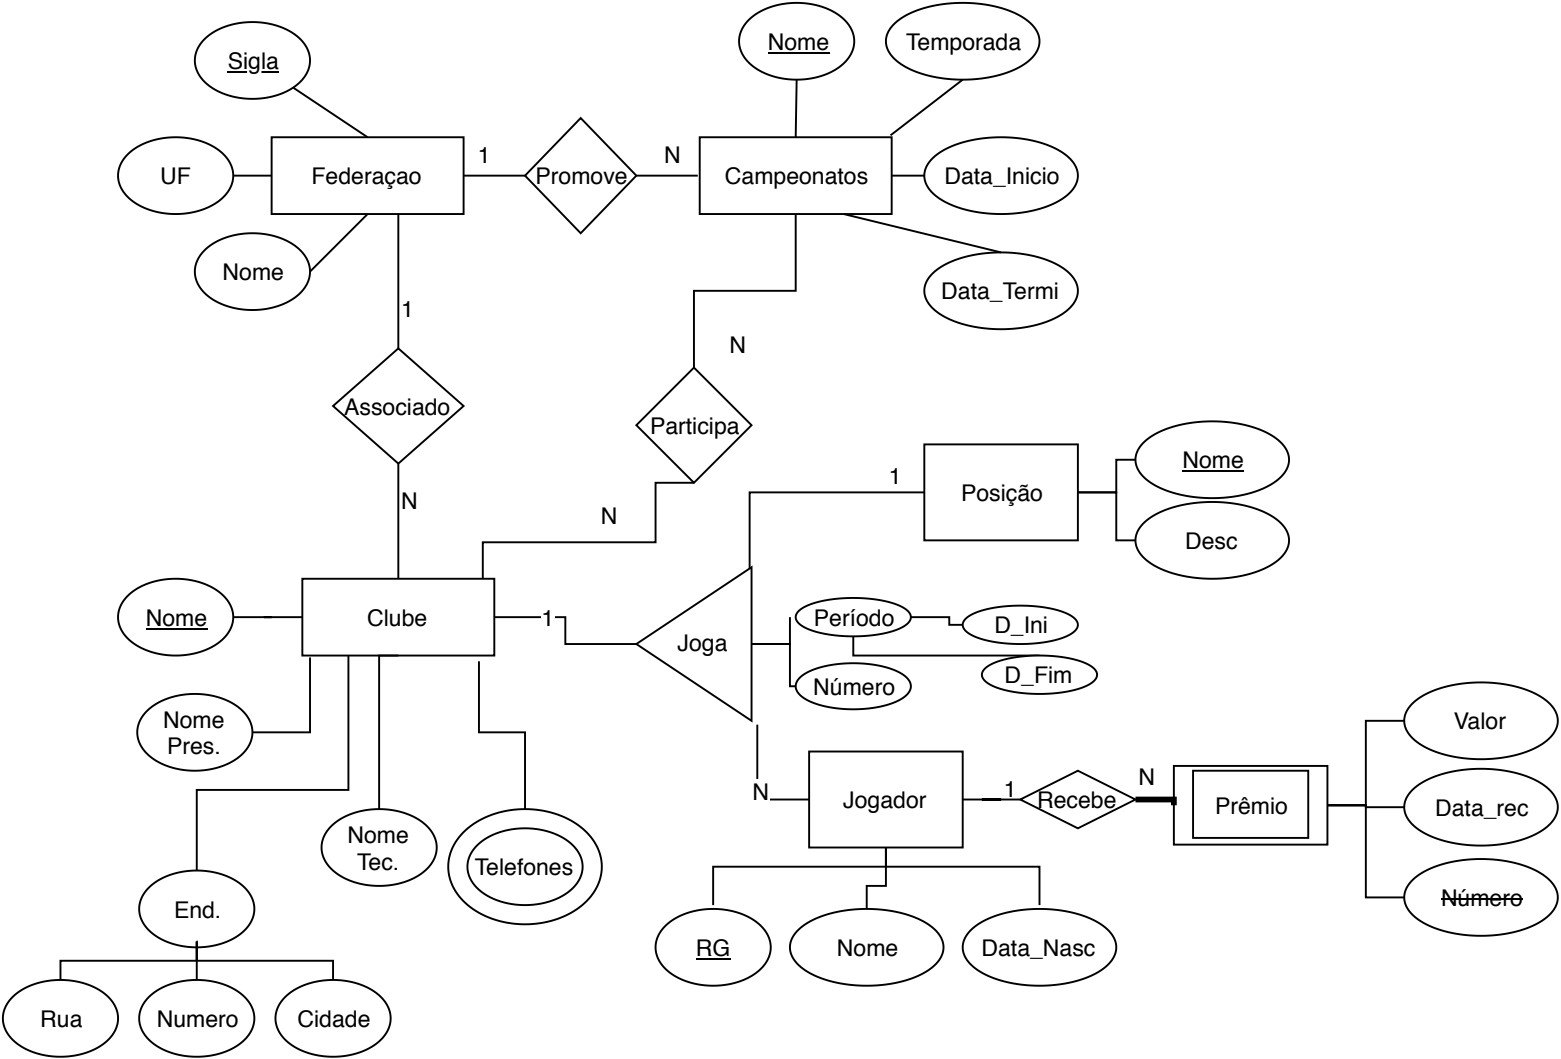 Nome
Temporada
Sigla
UF
Federaçao
1
Promove
N
Campeonatos
Data_Inicio
Nome
Data_Termi
1
N
Associado
Participa
N
N
1
Posição
Nome
Desc
Nome
Clube
1
Joga
Período
D_Ini
D_Fim
Número
Nome
Pres.
Nome
Tec.
Telefones
N
Jogador
1
Recebe
N
Prêmio
Valor
Data_rec
Número
End.
RG
Nome
Data_Nasc
Rua
Numero
Cidade